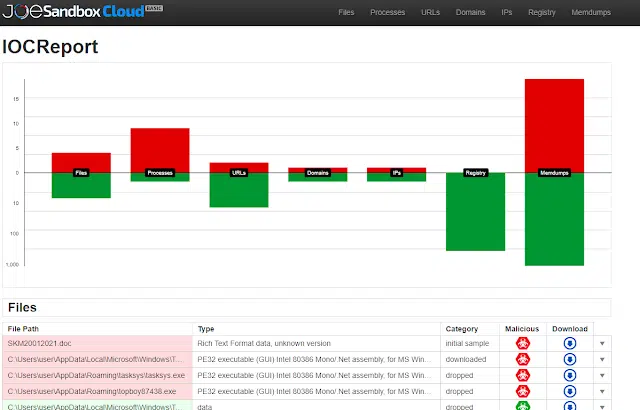 JOeSandbox Cloud BASIC
Files Processes URLs Domains IPs Registry Memdumps
IOCReport
15
10
5
0
10
100
1,000
Files Processes URLs Domains IPs Registry Memdumps
Files
File Path Type Category Malicious Download
SKM20012021.doc Rich Text Format data, unknown version initial sample
C:\Users\user\AppData\Local\Microsoft\Windows\T... PE32 executable (GUI) Intel 80386 Mono/.Net assembly, for MS Win... downloaded
C:\Users\user\AppData\Roaming\tasksys\tasksys.exe PE32 executable (GUI) Intel 80386 Mono/.Net assembly, for MS Win... dropped
C:\Users\user\AppData\Roaming\topboy87438.exe PE32 executable (GUI) Intel 80386 Mono/.Net assembly, for MS Win... dropped
C:\Users\user\AppData\Local\Microsoft\Windows\T... data dropped